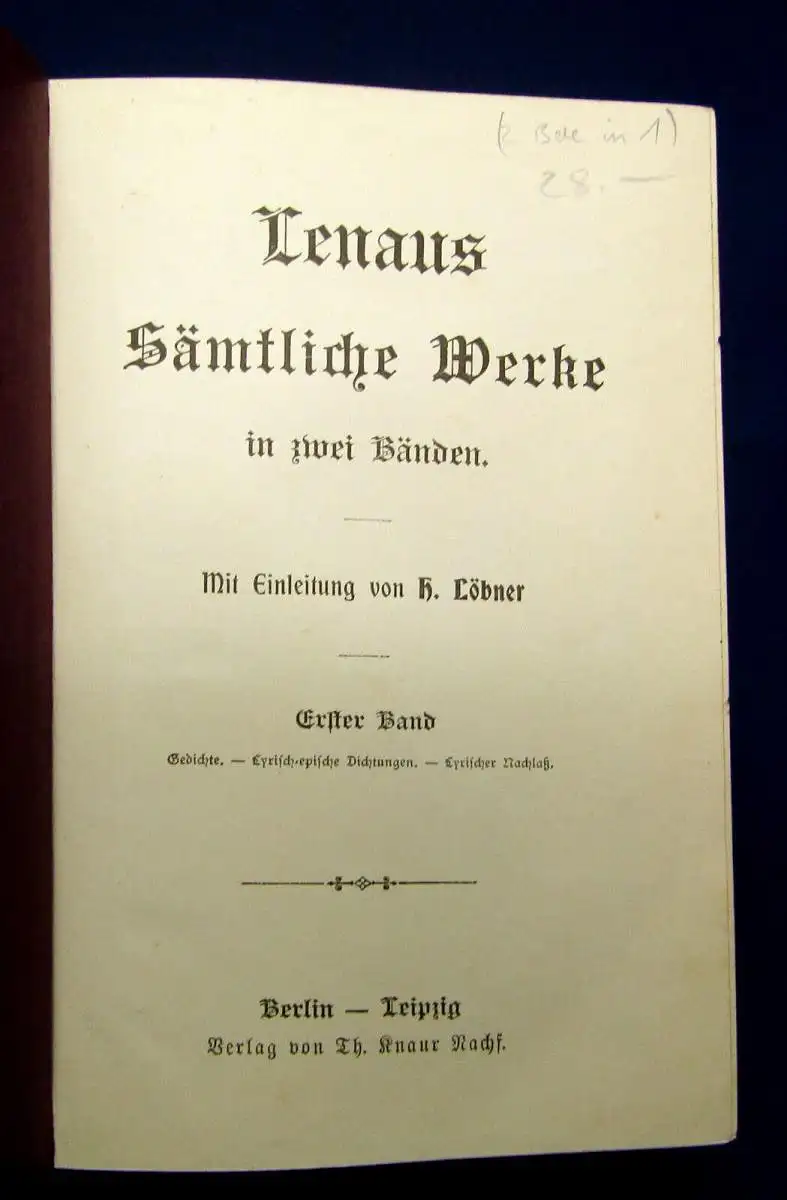 (2 Bde in 1)
28.—
Lenaus
Sämtliche Werke
in zwei Bänden.
Mit Einleitung von H. Löbner
Erſter Band
Gedichte. — Lyriſch-epiſche Dichtungen. — Lyriſcher Nachlaß.
Berlin — Leipzig
Verlag von Th. Knaur Nachf.